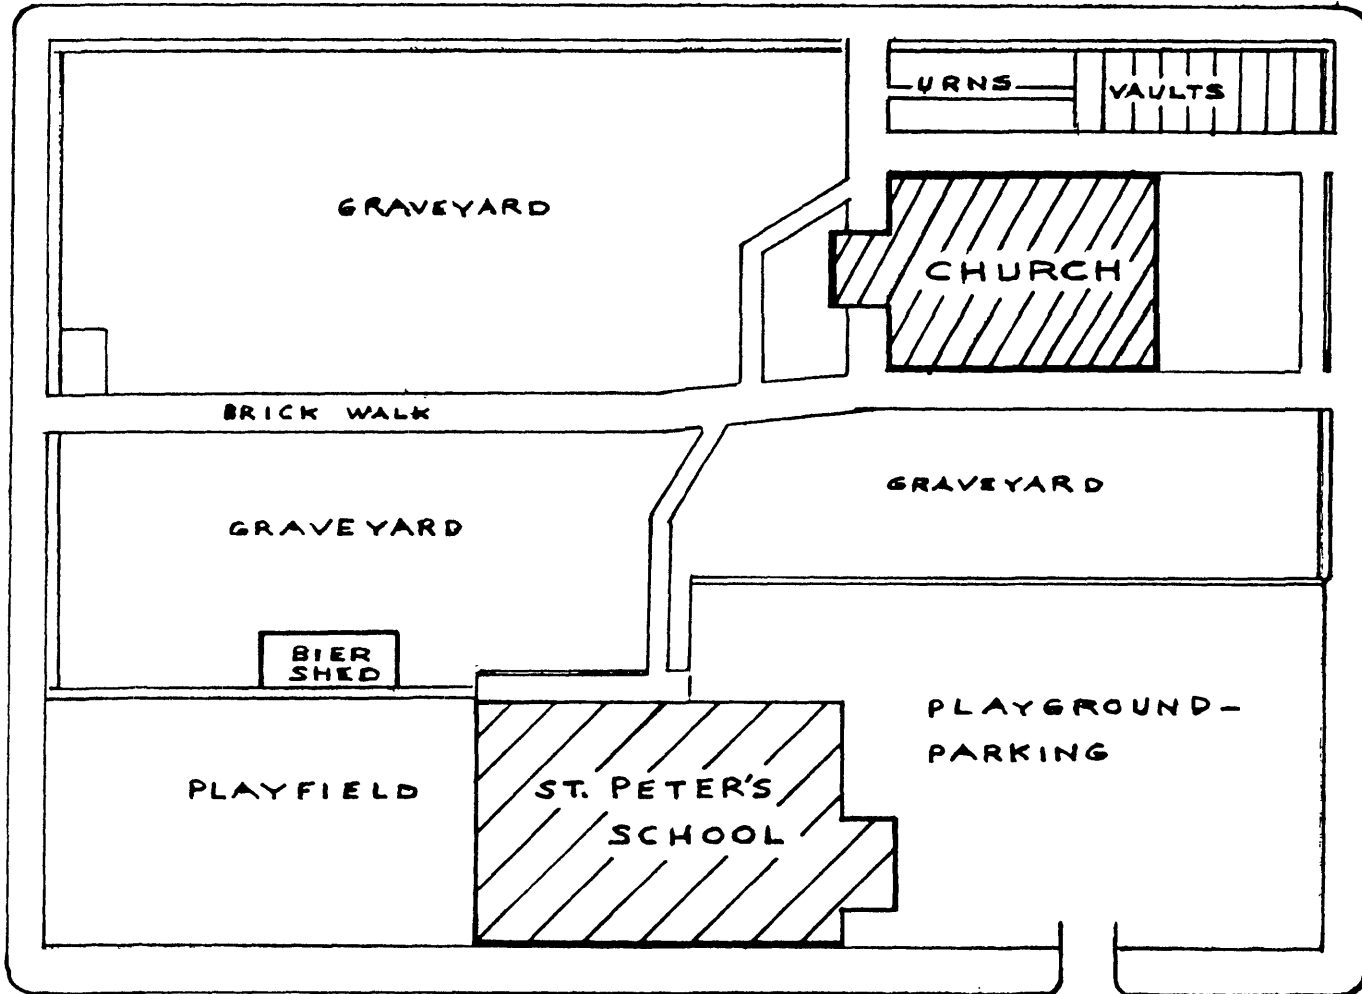 URNS
VAULTS
GRAVEYARD
CHURCH
BRICK WALK
GRAVEYARD
GRAVEYARD
BIER
SHED
PLAYFIELD
ST. PETER'S
SCHOOL
PLAYGROUND-
PARKING